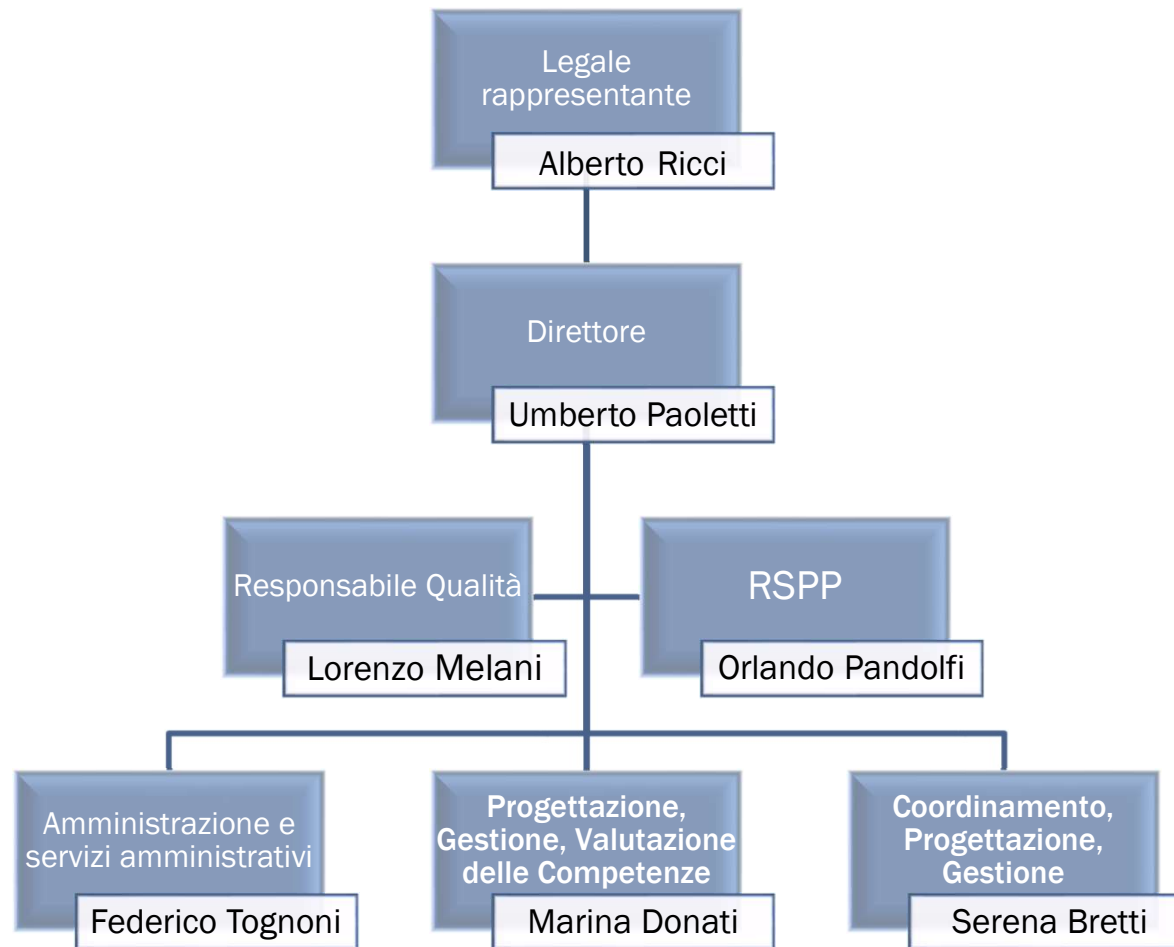 Legale
rappresentante
Alberto Ricci
Direttore
Umberto Paoletti
Responsabile Qualità
Lorenzo Melani
RSPP
Orlando Pandolfi
Amministrazione e
servizi amministrativi
Federico Tognoni
Progettazione,
Gestione, Valutazione
delle Competenze
Marina Donati
Coordinamento,
Progettazione,
Gestione
Serena Bretti